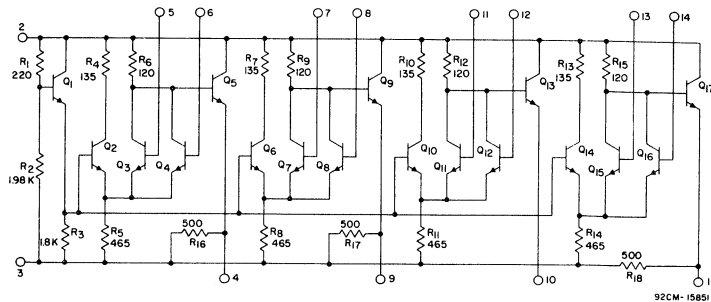 5 6 7 8 11 12 13 14
2
R1 220
Q1
R4 135
R6 120
Q5
R7 135
R9 120
Q9
R10 135
R12 120
Q13
R13 135
R15 120
Q17
R2 1.98K
Q2
Q3
Q4
Q6
Q7
Q8
Q10
Q11
Q12
Q14
Q15
Q16
1.8K R3
R5 465
500 R16
R8 465
500 R17
R11 465
R14 465
500 R18
3 4 9 10 1
92CM-15851